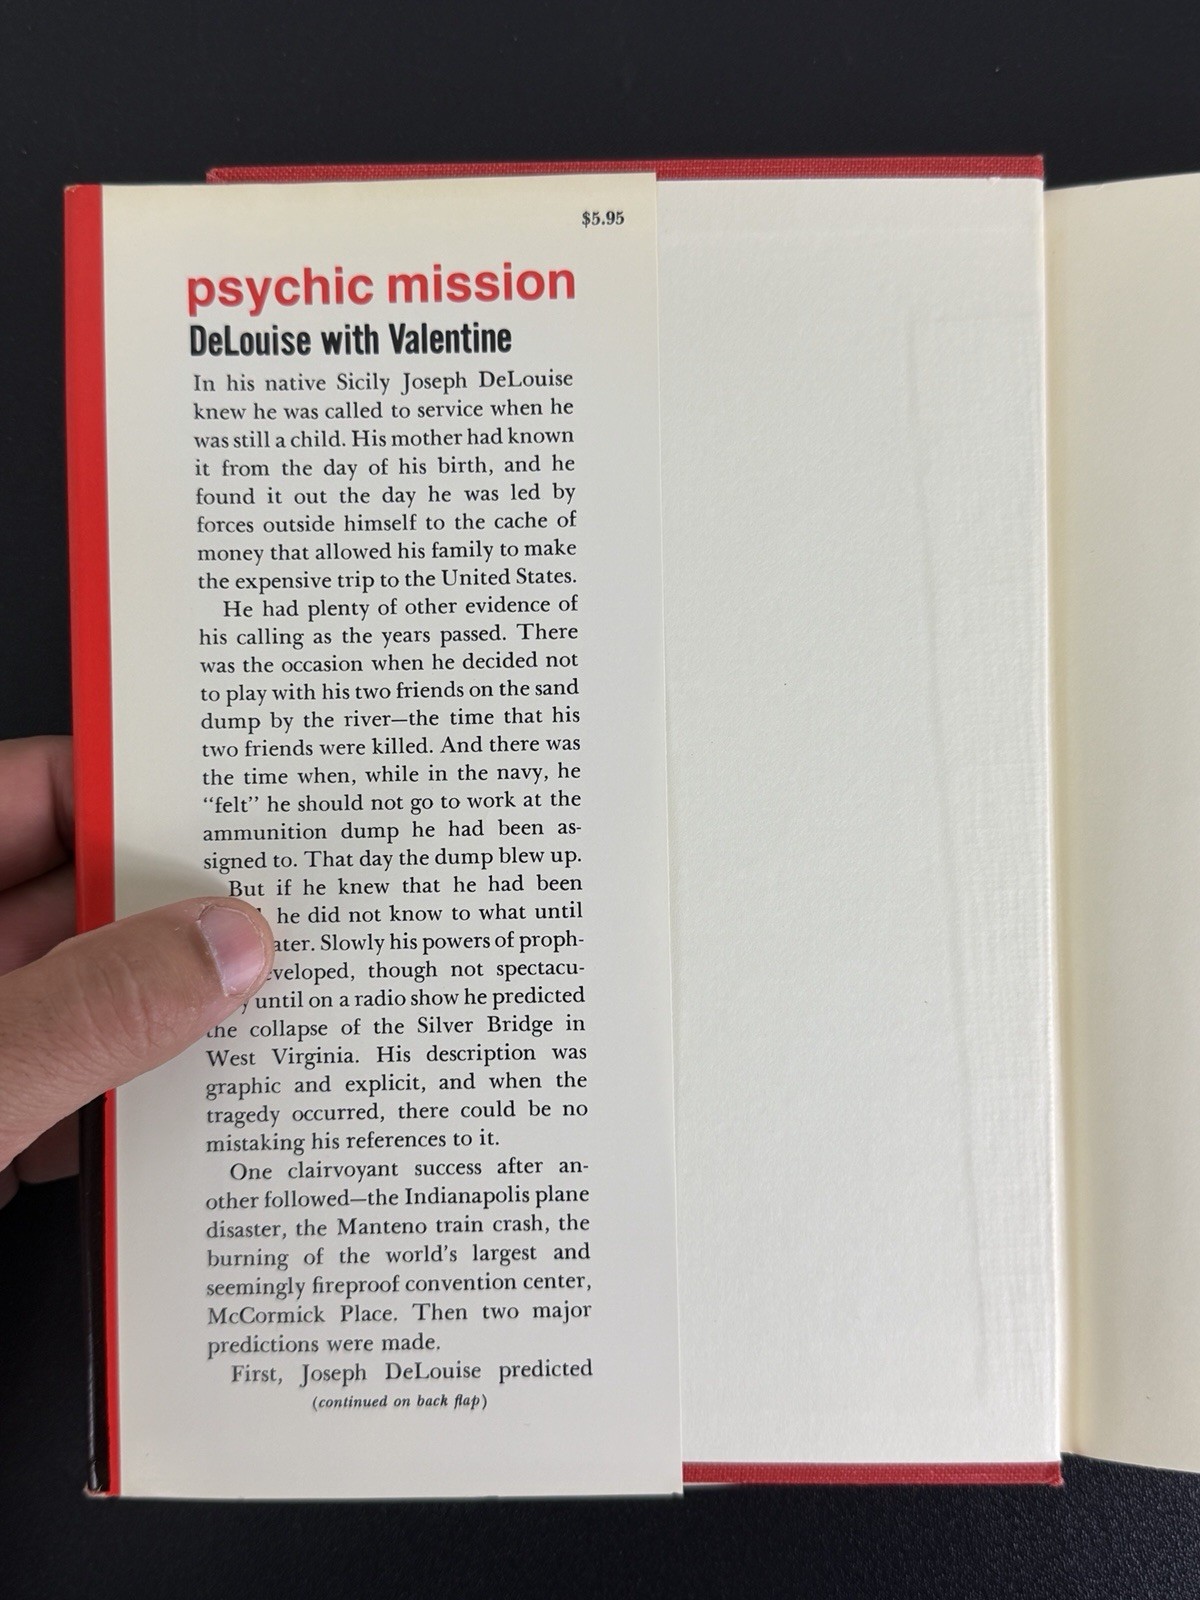 $5.95
psychic mission
DeLouise with Valentine
In his native Sicily Joseph DeLouise
knew he was called to service when he
was still a child. His mother had known
it from the day of his birth, and he
found it out the day he was led by
forces outside himself to the cache of
money that allowed his family to make
the expensive trip to the United States.
He had plenty of other evidence of
his calling as the years passed. There
was the occasion when he decided not
to play with his two friends on the sand
dump by the river—the time that his
two friends were killed. And there was
the time when, while in the navy, he
“felt” he should not go to work at the
ammunition dump he had been as-
signed to. That day the dump blew up.
But if he knew that he had been
he did not know to what until
Slowly his powers of proph-
though not spectacu-
until on a radio show he predicted
the collapse of the Silver Bridge in
West Virginia. His description was
graphic and explicit, and when the
tragedy occurred, there could be no
mistaking his references to it.
One clairvoyant success after an-
other followed—the Indianapolis plane
disaster, the Manteno train crash, the
burning of the world's largest and
seemingly fireproof convention center,
McCormick Place. Then two major
predictions were made.
First, Joseph DeLouise predicted
(continued on back flap)